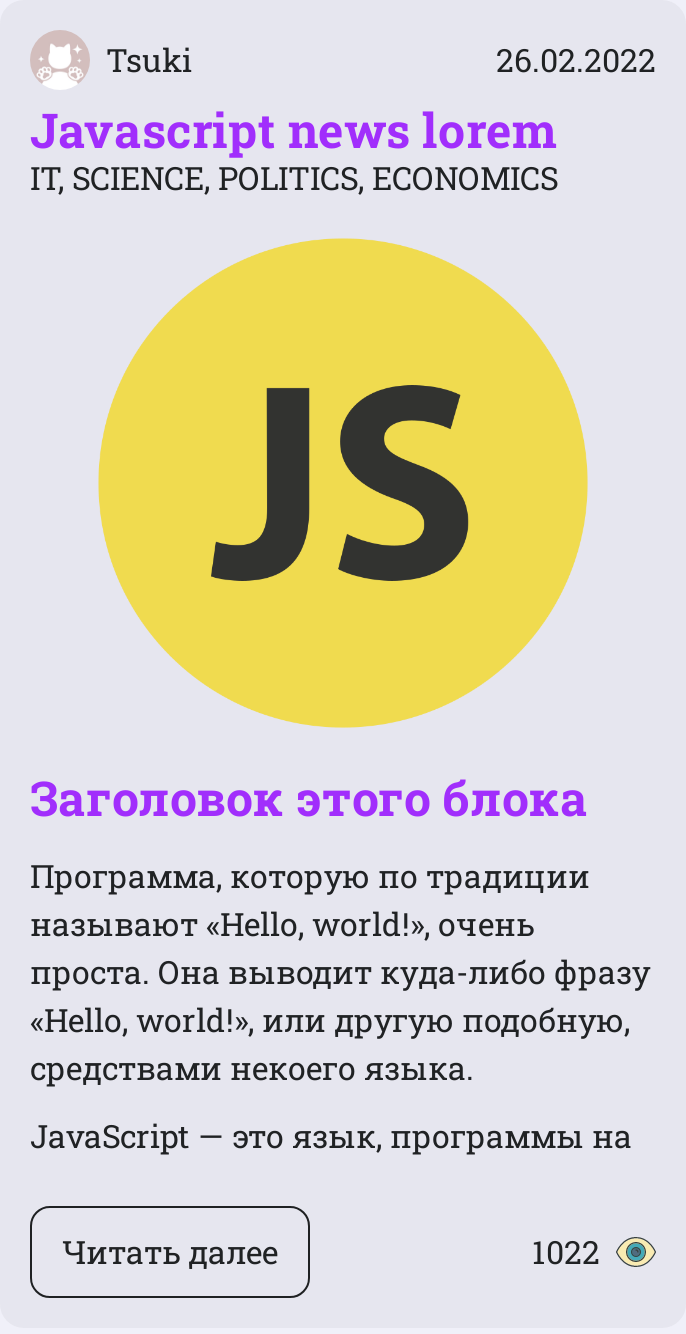 Tsuki 26.02.2022
Javascript news lorem
IT, SCIENCE, POLITICS, ECONOMICS
JS
Заголовок этого блока
Программа, которую по традиции
называют «Hello, world!», очень
проста. Она выводит куда-либо фразу
«Hello, world!», или другую подобную,
средствами некоего языка.
JavaScript — это язык, программы на
Читать далее 1022